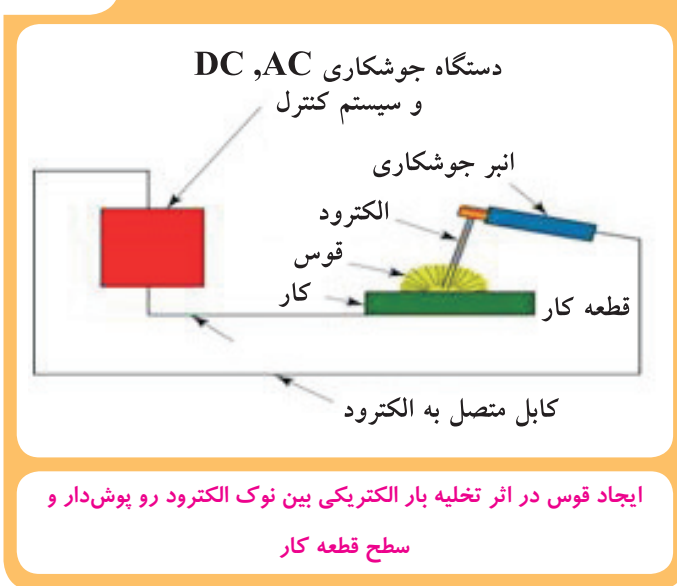 دستگاه جوشکاری DC ,AC
و سیستم کنترل
انبر جوشکاری
الکترود
قوس
کار
قطعه کار
کابل متصل به الکترود
ایجاد قوس در اثر تخلیه بار الکتریکی بین نوک الکترود رو پوش‌دار و
سطح قطعه کار